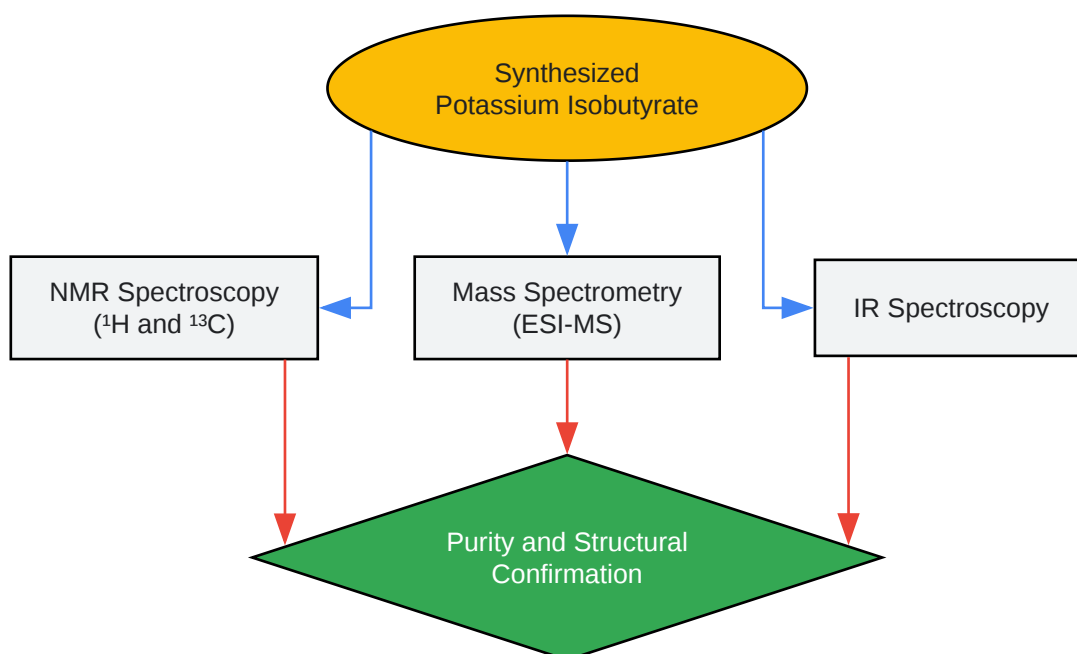 Synthesized
Potassium Isobutyrate
NMR Spectroscopy
(¹H and ¹³C)
Mass Spectrometry
(ESI-MS)
IR Spectroscopy
Purity and Structural
Confirmation